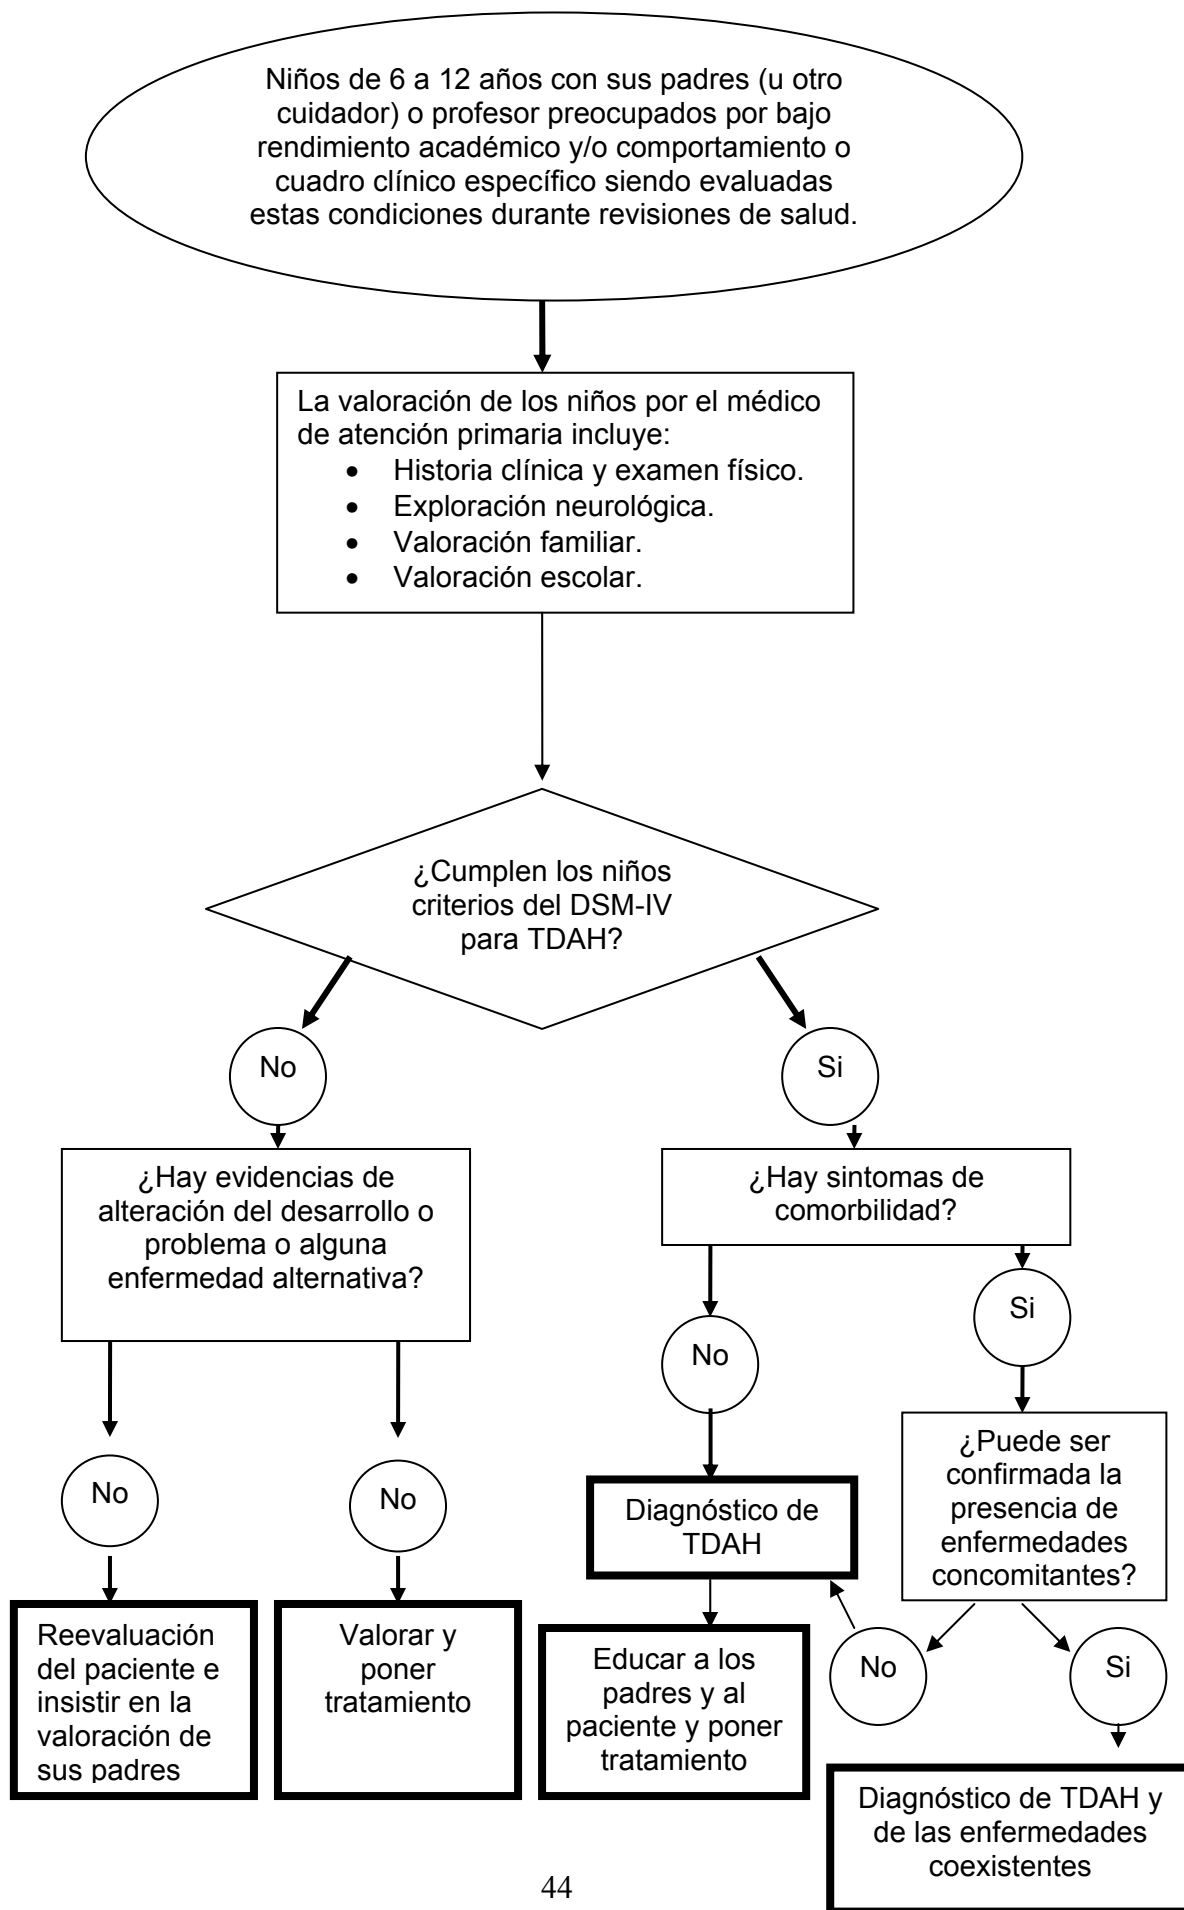 Niños de 6 a 12 años con sus padres (u otro
cuidador) o profesor preocupados por bajo
rendimiento académico y/o comportamiento o
cuadro clínico específico siendo evaluadas
estas condiciones durante revisiones de salud.
La valoración de los niños por el médico
de atención primaria incluye:
• Historia clínica y examen físico.
• Exploración neurológica.
• Valoración familiar.
• Valoración escolar.
¿Cumplen los niños
criterios del DSM-IV
para TDAH?
No
Si
¿Hay evidencias de
alteración del desarrollo o
problema o alguna
enfermedad alternativa?
¿Hay sintomas de
comorbilidad?
No
Si
No
No
¿Puede ser
confirmada la
presencia de
enfermedades
concomitantes?
Diagnóstico de
TDAH
Reevaluación
del paciente e
insistir en la
valoración de
sus padres
Valorar y
poner
tratamiento
Educar a los
padres y al
paciente y poner
tratamiento
No
Si
Diagnóstico de TDAH y
de las enfermedades
coexistentes
44